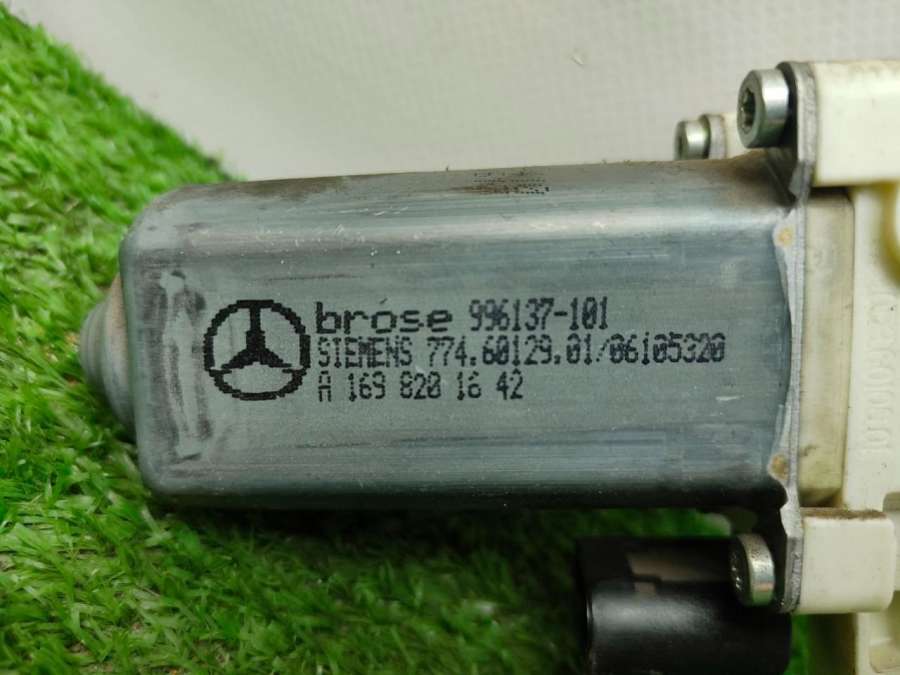 brose 996137-101
SIEMENS 774.60129.01/06105320
A 169 820 16 42